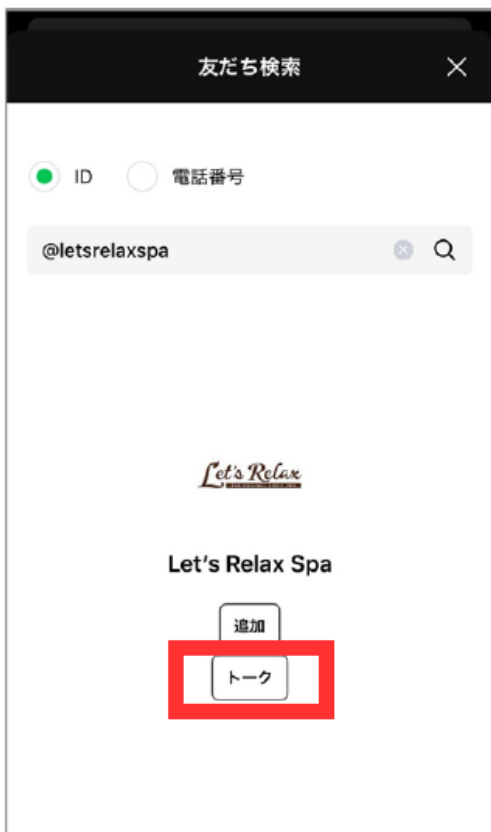 友だち検索
ID 電話番号
@letsrelaxspa
Let's Relax
Let's Relax Spa
追加
トーク